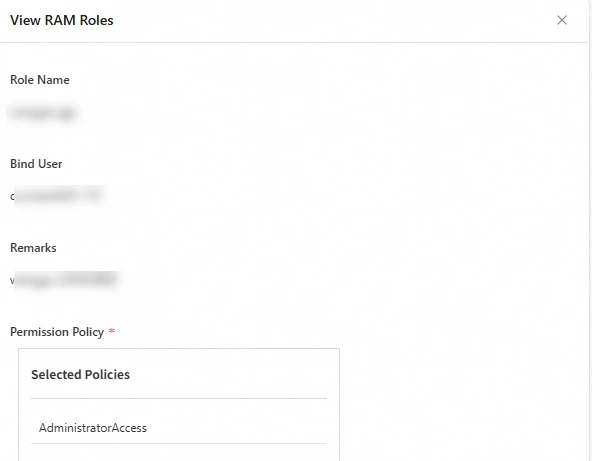 View RAM Roles
Role Name
Bind User
Remarks
Permission Policy *
Selected Policies
AdministratorAccess